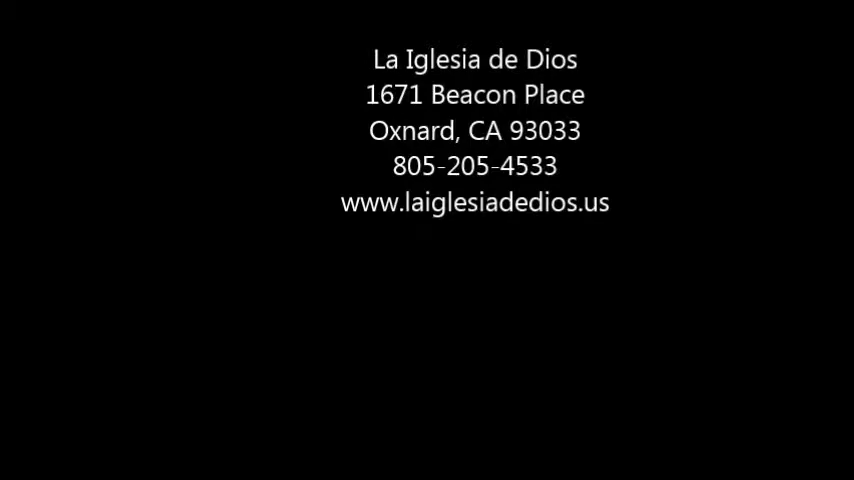 La Iglesia de Dios
1671 Beacon Place
Oxnard, CA 93033
805-205-4533
www.laiglesiadedios.us